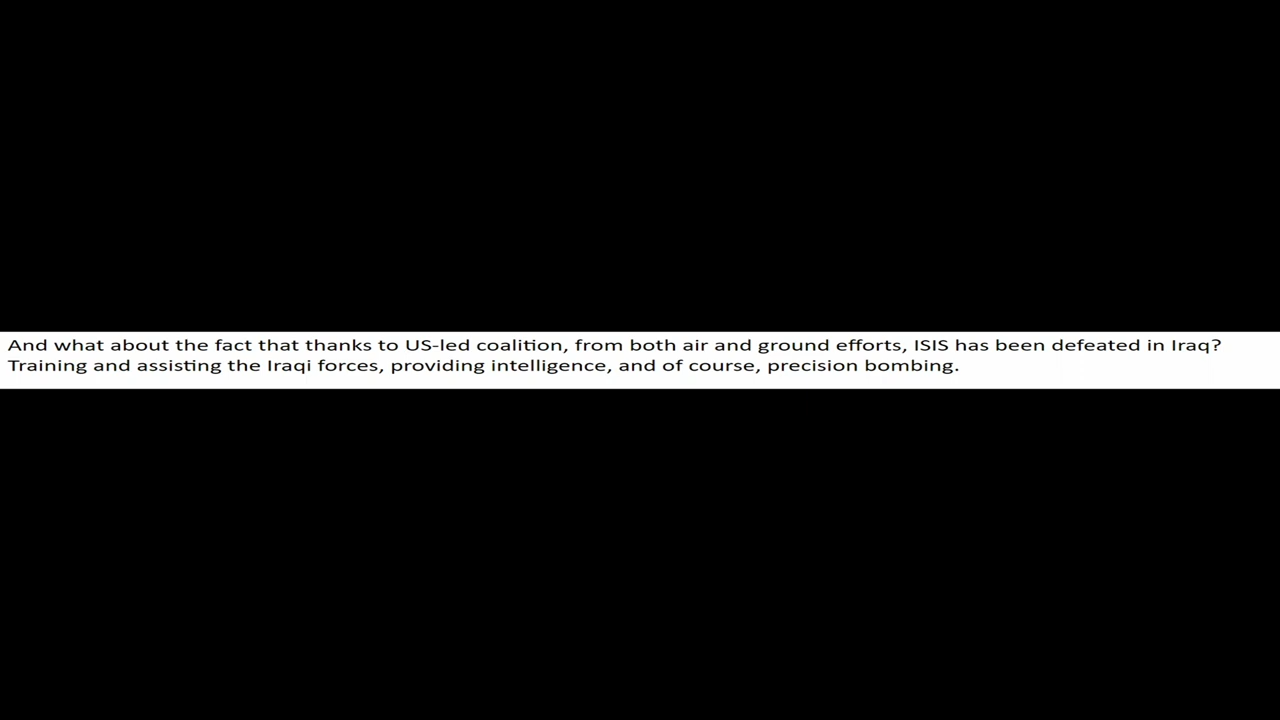 And what about the fact that thanks to US-led coalition, from both air and ground efforts, ISIS has been defeated in Iraq?
Training and assisting the Iraqi forces, providing intelligence, and of course, precision bombing.